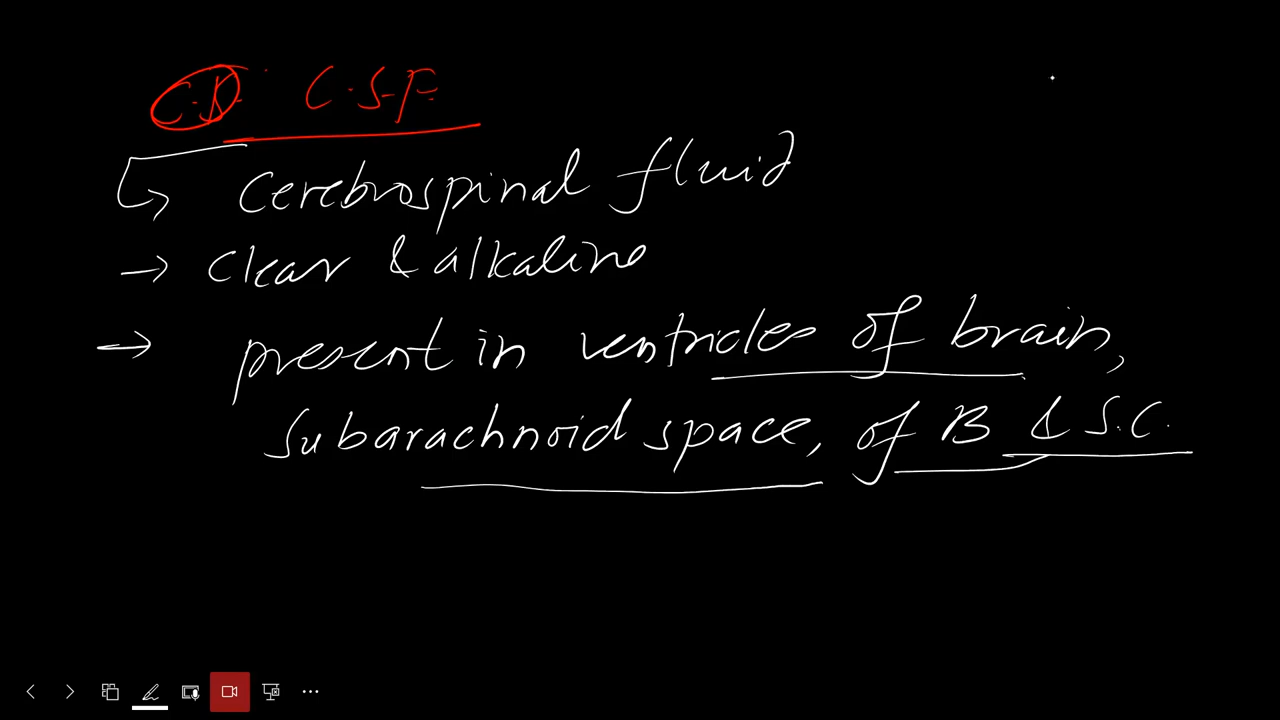 C.S.F.
Cerebrospinal fluid
→ Clear & alkaline
→ present in ventricles of brain,
subarachnoid space, of B & S.C.